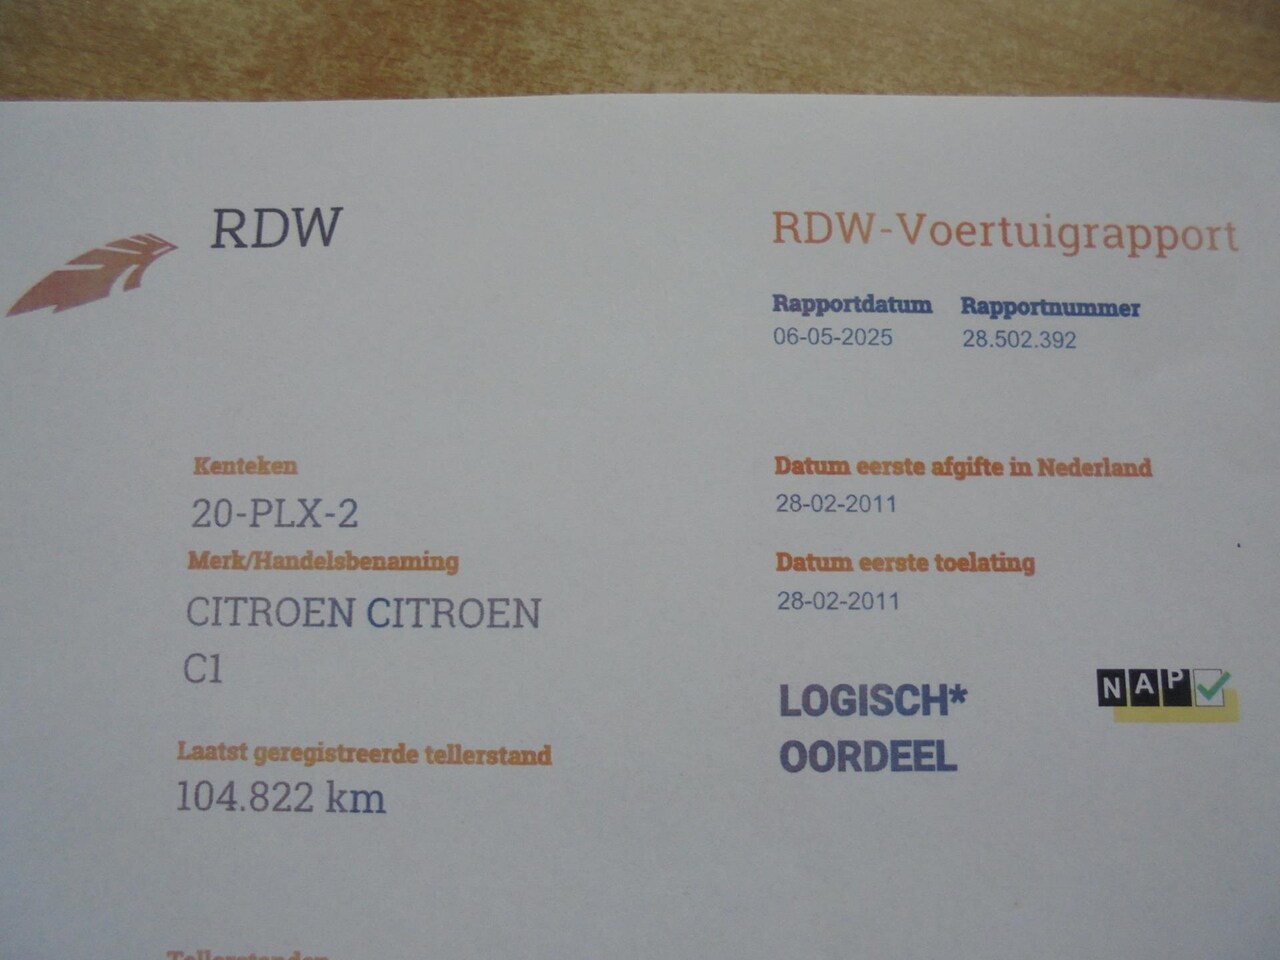 RDW
RDW-Voertuigrapport
Rapportdatum Rapportnummer
06-05-2025 28.502.392
Kenteken
20-PLX-2
Merk/Handelsbenaming
CITROEN CITROEN
C1
Laatst geregistreerde tellerstand
104.822 km
Datum eerste afgifte in Nederland
28-02-2011
Datum eerste toelating
28-02-2011
LOGISCH*
OORDEEL
NAP
Tellerstanden